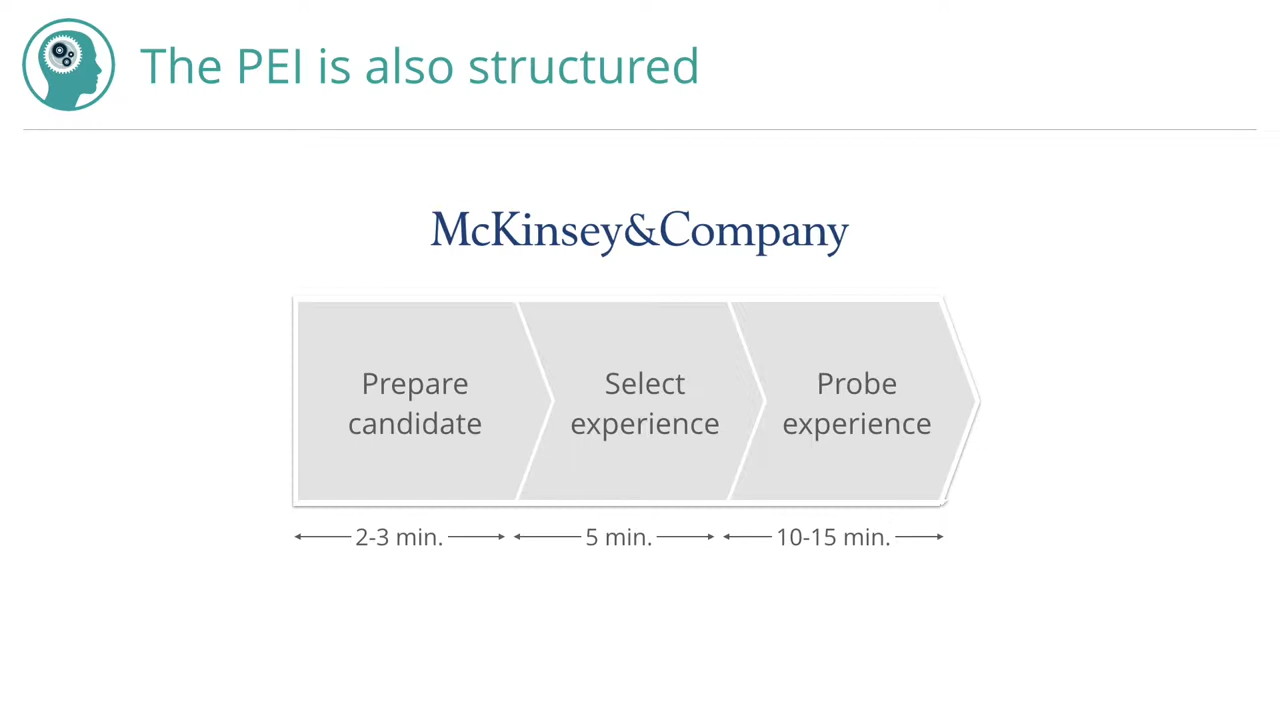 The PEI is also structured
McKinsey&Company
Prepare
candidate
Select
experience
Probe
experience
2-3 min.
5 min.
10-15 min.